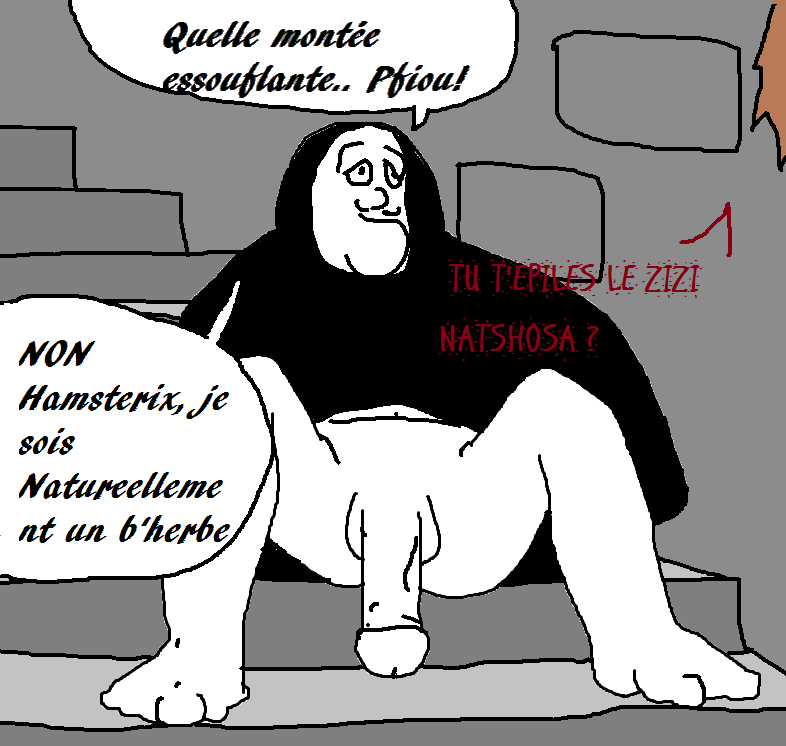 Quelle montée
essouflante.. Pfiou!
TU T'EPILES LE ZIZI
NATSHOSA ?
NON
Hamsterix, je
sois
Natureelleme
nt un b'herbe